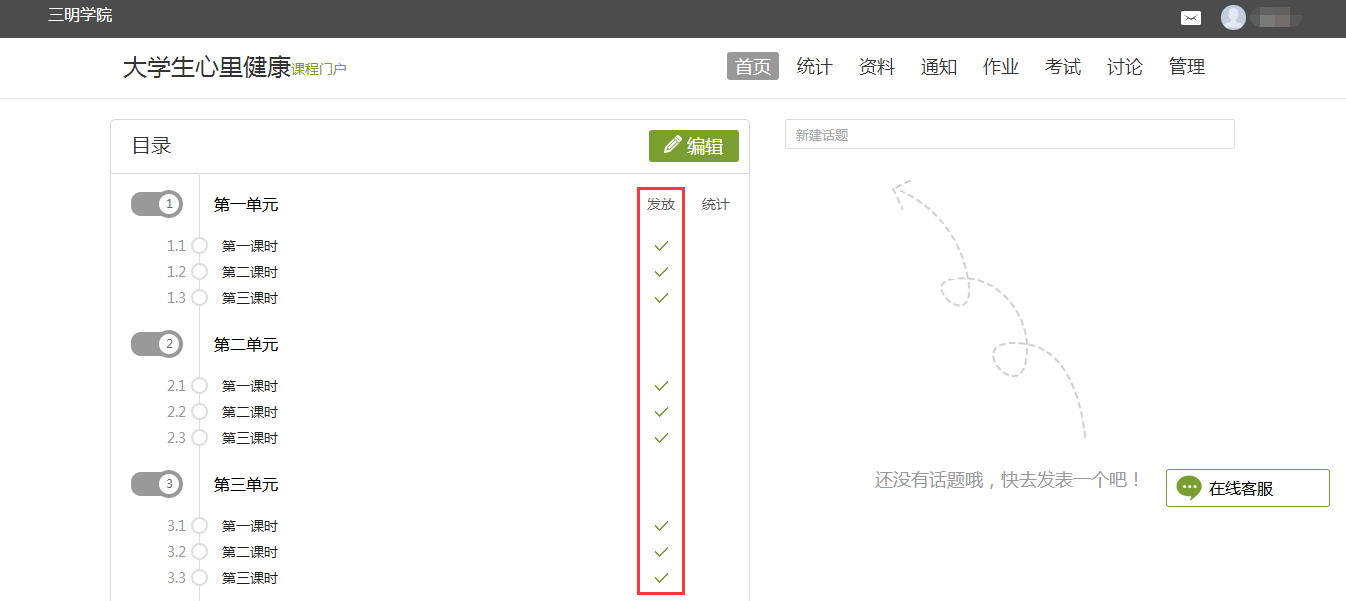 三明学院
大学生心里健康课程门户
首页 统计 资料 通知 作业 考试 讨论 管理
目录 编辑
新建话题
1 第一单元 发放 统计
1.1 第一课时
1.2 第二课时
1.3 第三课时
2 第二单元
2.1 第一课时
2.2 第二课时
2.3 第三课时
3 第三单元
3.1 第一课时
3.2 第二课时
3.3 第三课时
还没有话题哦，快去发表一个吧！
在线客服